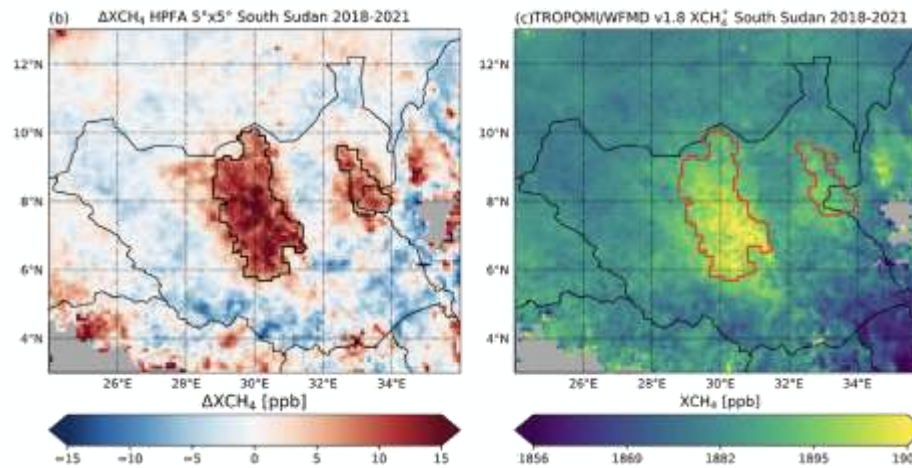 (b) ΔXCH₄ HPFA 5°x5° South Sudan 2018-2021
12°N
10°N
8°N
6°N
4°N
26°E 28°E 30°E 32°E 34°E
ΔXCH₄ [ppb]
−15 −10 −5 0 5 10 15
(c)TROPOMI/WFMD v1.8 XCH₄⁺ South Sudan 2018-2021
12°N
10°N
8°N
6°N
4°N
26°E 28°E 30°E 32°E 34°E
XCH₄ [ppb]
1856 1869 1882 1895 190